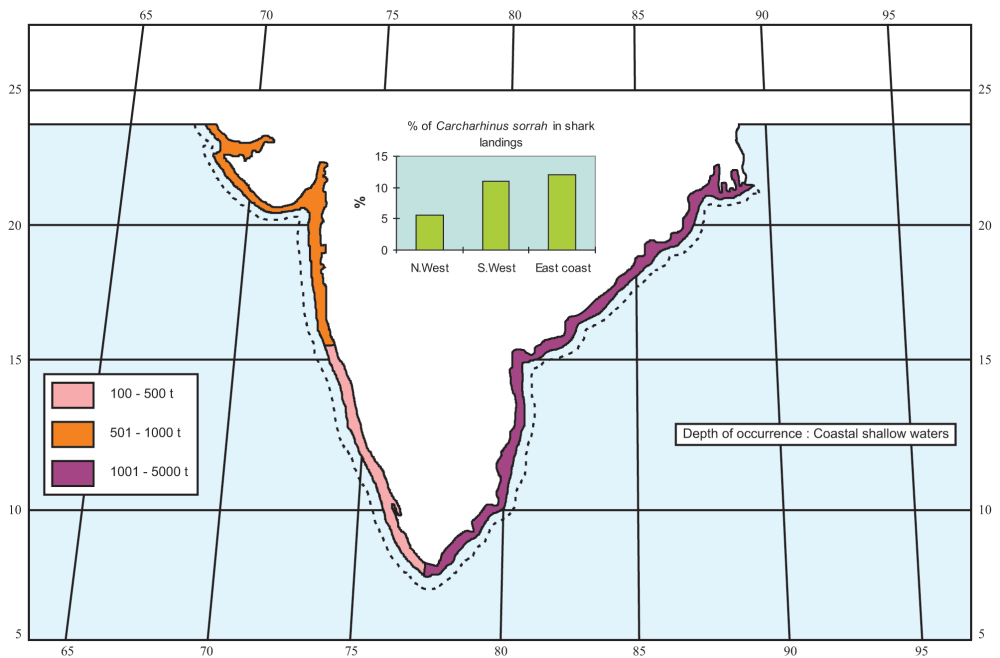 65 70 75 80 85 90 95
25 25
% of Carcharhinus sorrah in shark
landings
15
10
5
0
%
N.West S.West East coast
20 20
15 15
100 - 500 t
501 - 1000 t
1001 - 5000 t
Depth of occurrence : Coastal shallow waters
10 10
5 5
65 70 75 80 85 90 95